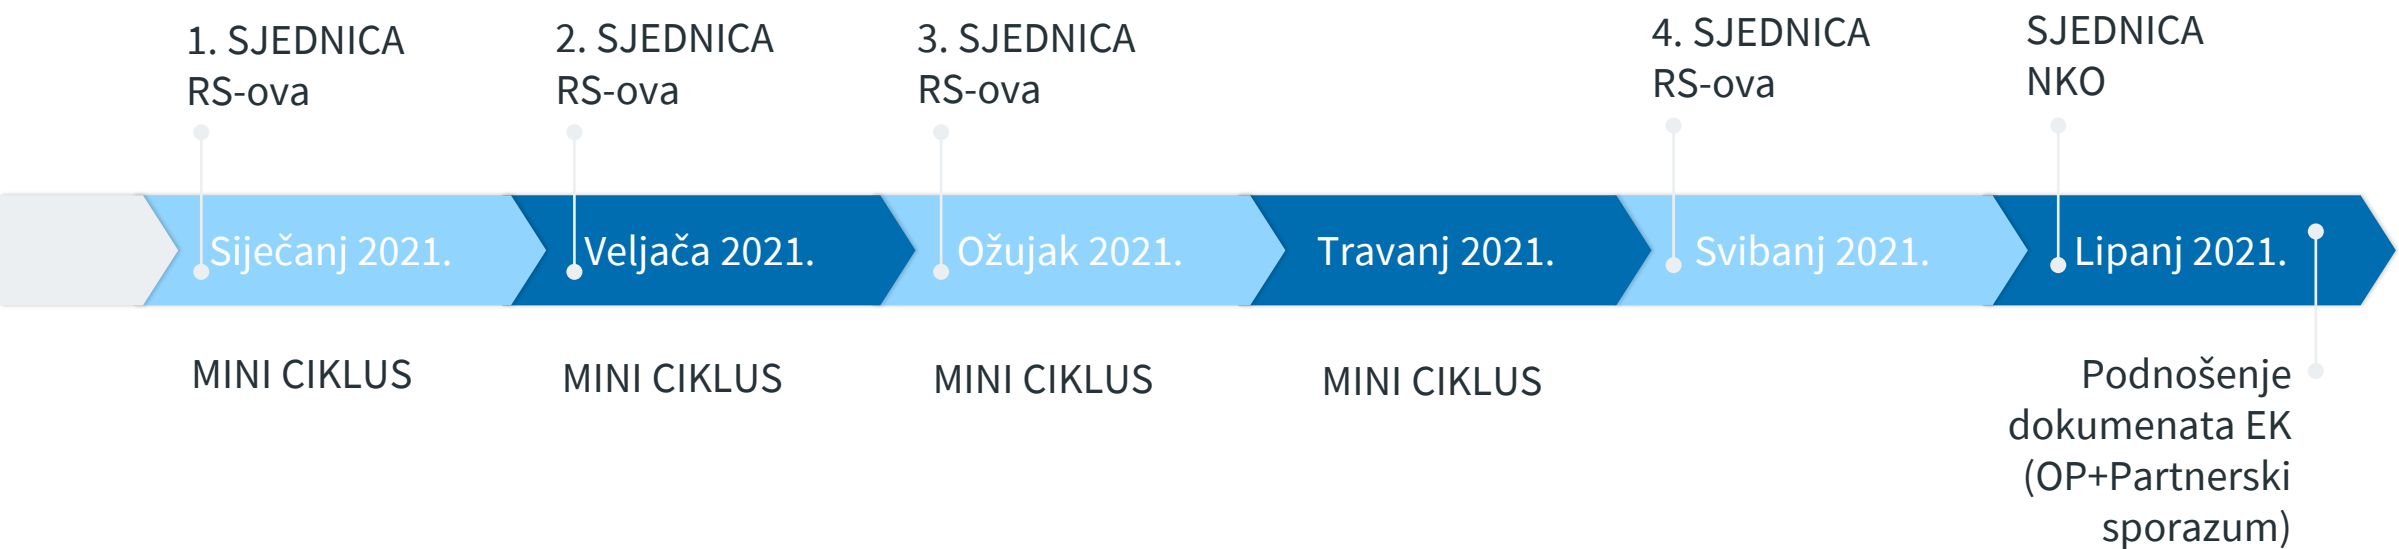 1. SJEDNICA
RS-ova
2. SJEDNICA
RS-ova
3. SJEDNICA
RS-ova
4. SJEDNICA
RS-ova
SJEDNICA
NKO
Siječanj 2021.
Veljača 2021.
Ožujak 2021.
Travanj 2021.
Svibanj 2021.
Lipanj 2021.
MINI CIKLUS
MINI CIKLUS
MINI CIKLUS
MINI CIKLUS
Podnošenje
dokumenata EK
(OP+Partnerski
sporazum)